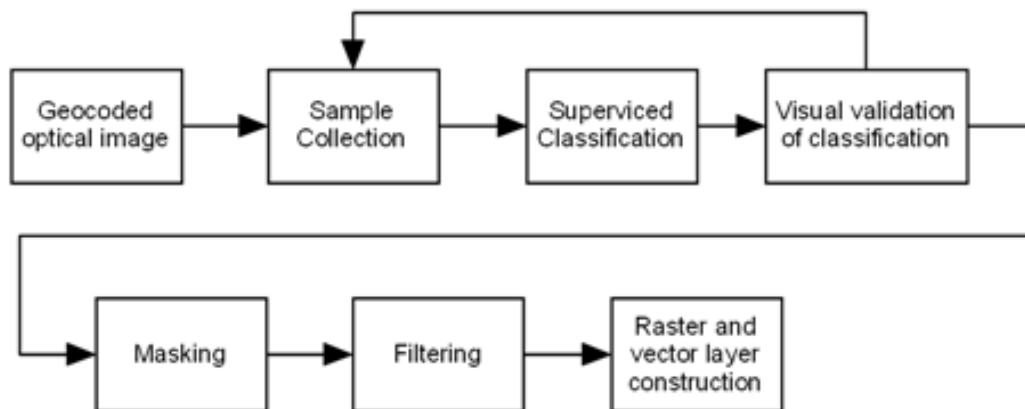 Geocoded
optical image
Sample
Collection
Superviced
Classification
Visual validation
of classification
Masking
Filtering
Raster and
vector layer
construction